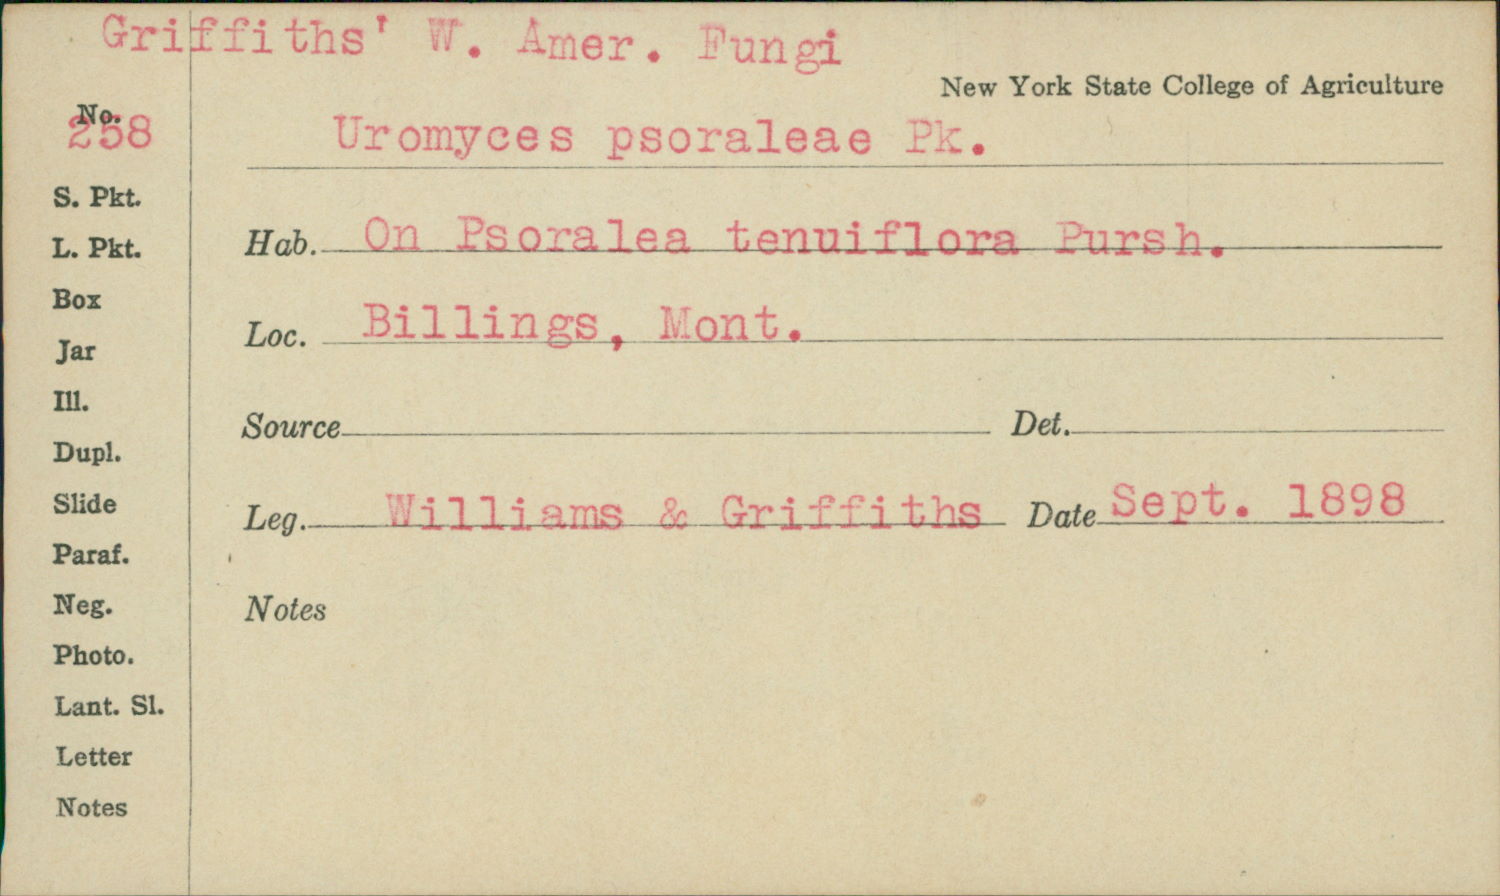 Griffiths' W. Amer. Fungi
New York State College of Agriculture
No.
258
Uromyces psoraleae Pk.
S. Pkt.
L. Pkt.
Hab. On Psoralea tenuiflora Pursh.
Box
Jar
Loc. Billings, Mont.
Ill.
Dupl.
Source Det.
Slide
Leg. Williams & Griffiths Date Sept. 1898
Paraf.
Neg.
Notes
Photo.
Lant. Sl.
Letter
Notes